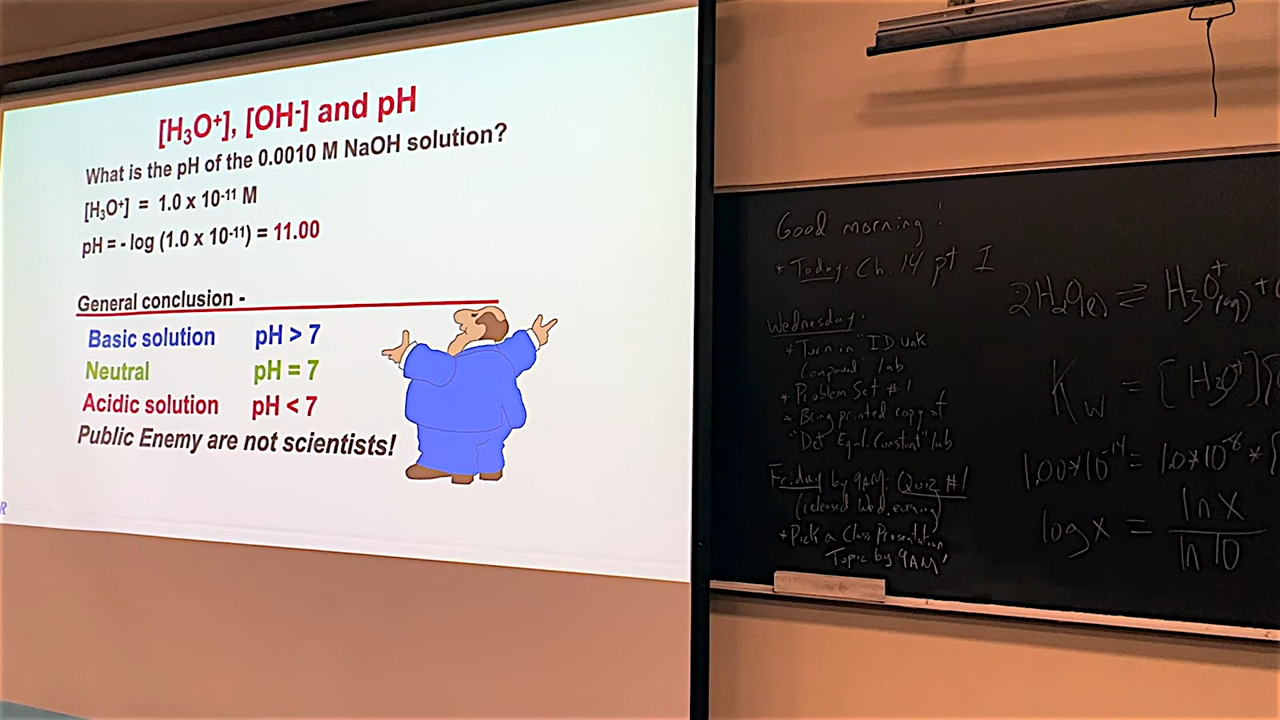 [H₃O⁺], [OH⁻] and pH
What is the pH of the 0.0010 M NaOH solution?
[H₃O⁺] = 1.0 x 10⁻¹¹ M
pH = - log (1.0 x 10⁻¹¹) = 11.00
General conclusion -
Basic solution pH > 7
Neutral pH = 7
Acidic solution pH < 7
Public Enemy are not scientists!
R
Good morning!
* Today: Ch. 14 pt I
Wednesday:
* Turn in "ID unk
Compound" lab
* Problem Set #1
* Bring printed copy of
"Det Equil. Constant" lab
Friday by 9AM: Quiz #1
(released Wed. evening)
* Pick a Class Presentation
Topic by 9AM
2H₂O(l) ⇌ H₃O⁺(aq) +
K_w = [H₃O⁺][
1.00*10⁻¹⁴ = 1.0*10⁻⁸ * [
log x = ln x
ln 10